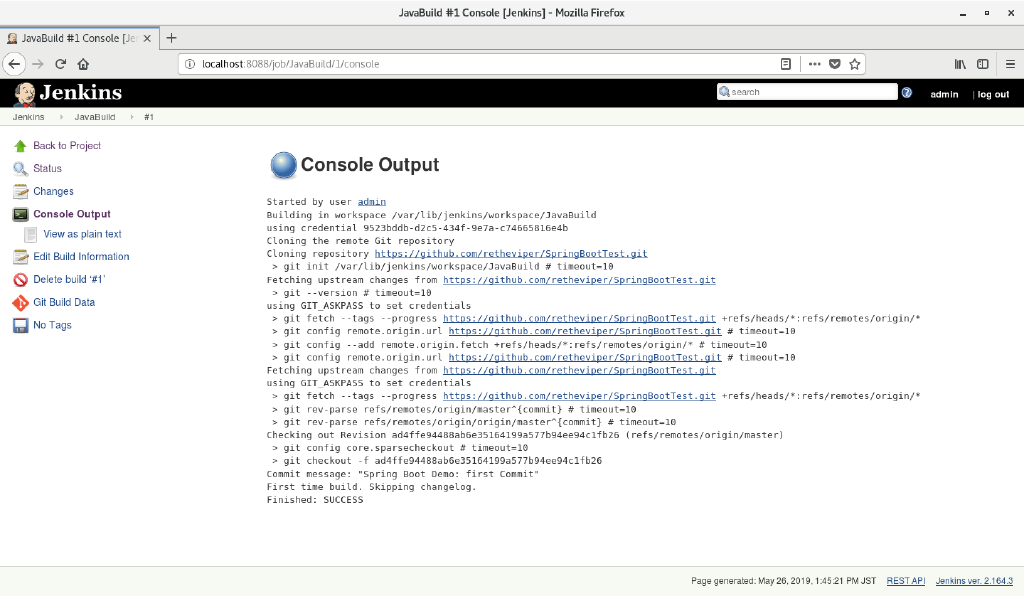 JavaBuild #1 Console [Jenkins] - Mozilla Firefox
JavaBuild #1 Console [Je
localhost:8088/job/JavaBuild/1/console
Jenkins
search
admin
| log out
Jenkins
JavaBuild
#1
Back to Project
Status
Changes
Console Output
View as plain text
Edit Build Information
Delete build '#1'
Git Build Data
No Tags
Console Output
Started by user admin
Building in workspace /var/lib/jenkins/workspace/JavaBuild
using credential 9523bddb-d2c5-434f-9e7a-c74665816e4b
Cloning the remote Git repository
Cloning repository https://github.com/retheviper/SpringBootTest.git
> git init /var/lib/jenkins/workspace/JavaBuild # timeout=10
Fetching upstream changes from https://github.com/retheviper/SpringBootTest.git
> git --version # timeout=10
using GIT_ASKPASS to set credentials
> git fetch --tags --progress https://github.com/retheviper/SpringBootTest.git +refs/heads/*:refs/remotes/origin/*
> git config remote.origin.url https://github.com/retheviper/SpringBootTest.git # timeout=10
> git config --add remote.origin.fetch +refs/heads/*:refs/remotes/origin/* # timeout=10
> git config remote.origin.url https://github.com/retheviper/SpringBootTest.git # timeout=10
Fetching upstream changes from https://github.com/retheviper/SpringBootTest.git
using GIT_ASKPASS to set credentials
> git fetch --tags --progress https://github.com/retheviper/SpringBootTest.git +refs/heads/*:refs/remotes/origin/*
> git rev-parse refs/remotes/origin/master^{commit} # timeout=10
> git rev-parse refs/remotes/origin/origin/master^{commit} # timeout=10
Checking out Revision ad4ffe94488ab6e35164199a577b94ee94c1fb26 (refs/remotes/origin/master)
> git config core.sparsecheckout # timeout=10
> git checkout -f ad4ffe94488ab6e35164199a577b94ee94c1fb26
Commit message: "Spring Boot Demo: first Commit"
First time build. Skipping changelog.
Finished: SUCCESS
Page generated: May 26, 2019, 1:45:21 PM JST
REST API
Jenkins ver. 2.164.3